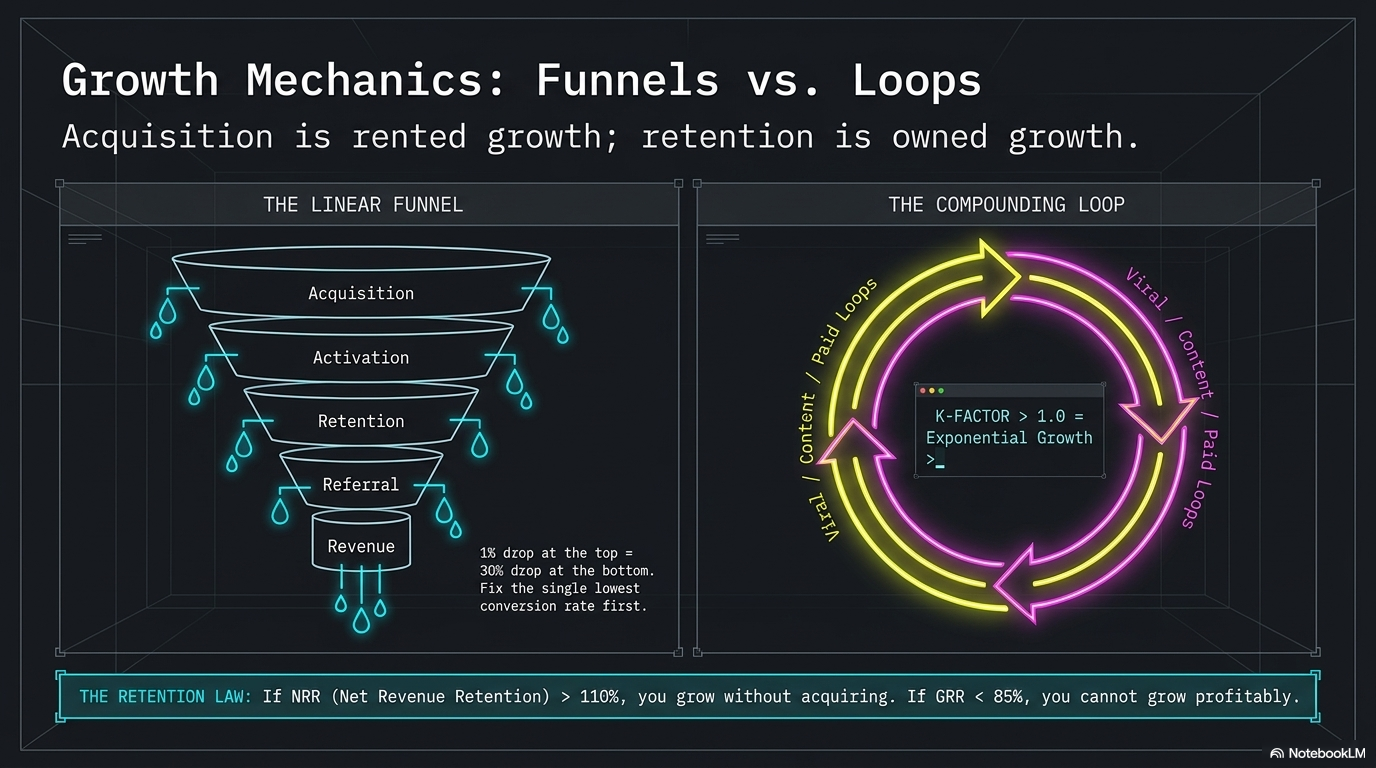 Growth Mechanics: Funnels vs. Loops
Acquisition is rented growth; retention is owned growth.
THE LINEAR FUNNEL
Acquisition
Activation
Retention
Referral
Revenue
1% drop at the top =
30% drop at the bottom.
Fix the single lowest
conversion rate first.
THE COMPOUNDING LOOP
Viral / Content / Paid Loops
Viral / Content / Paid Loops
K-FACTOR > 1.0 =
Exponential Growth
>_
THE RETENTION LAW: If NRR (Net Revenue Retention) > 110%, you grow without acquiring. If GRR < 85%, you cannot grow profitably.
NotebookLM